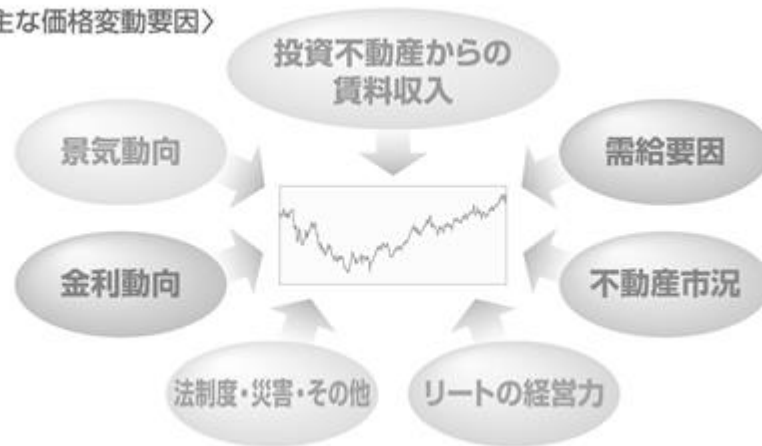 主な価格変動要因〉
投資不動産からの
賃料収入
景気動向
需給要因
金利動向
不動産市況
法制度・災害・その他
リートの経営力